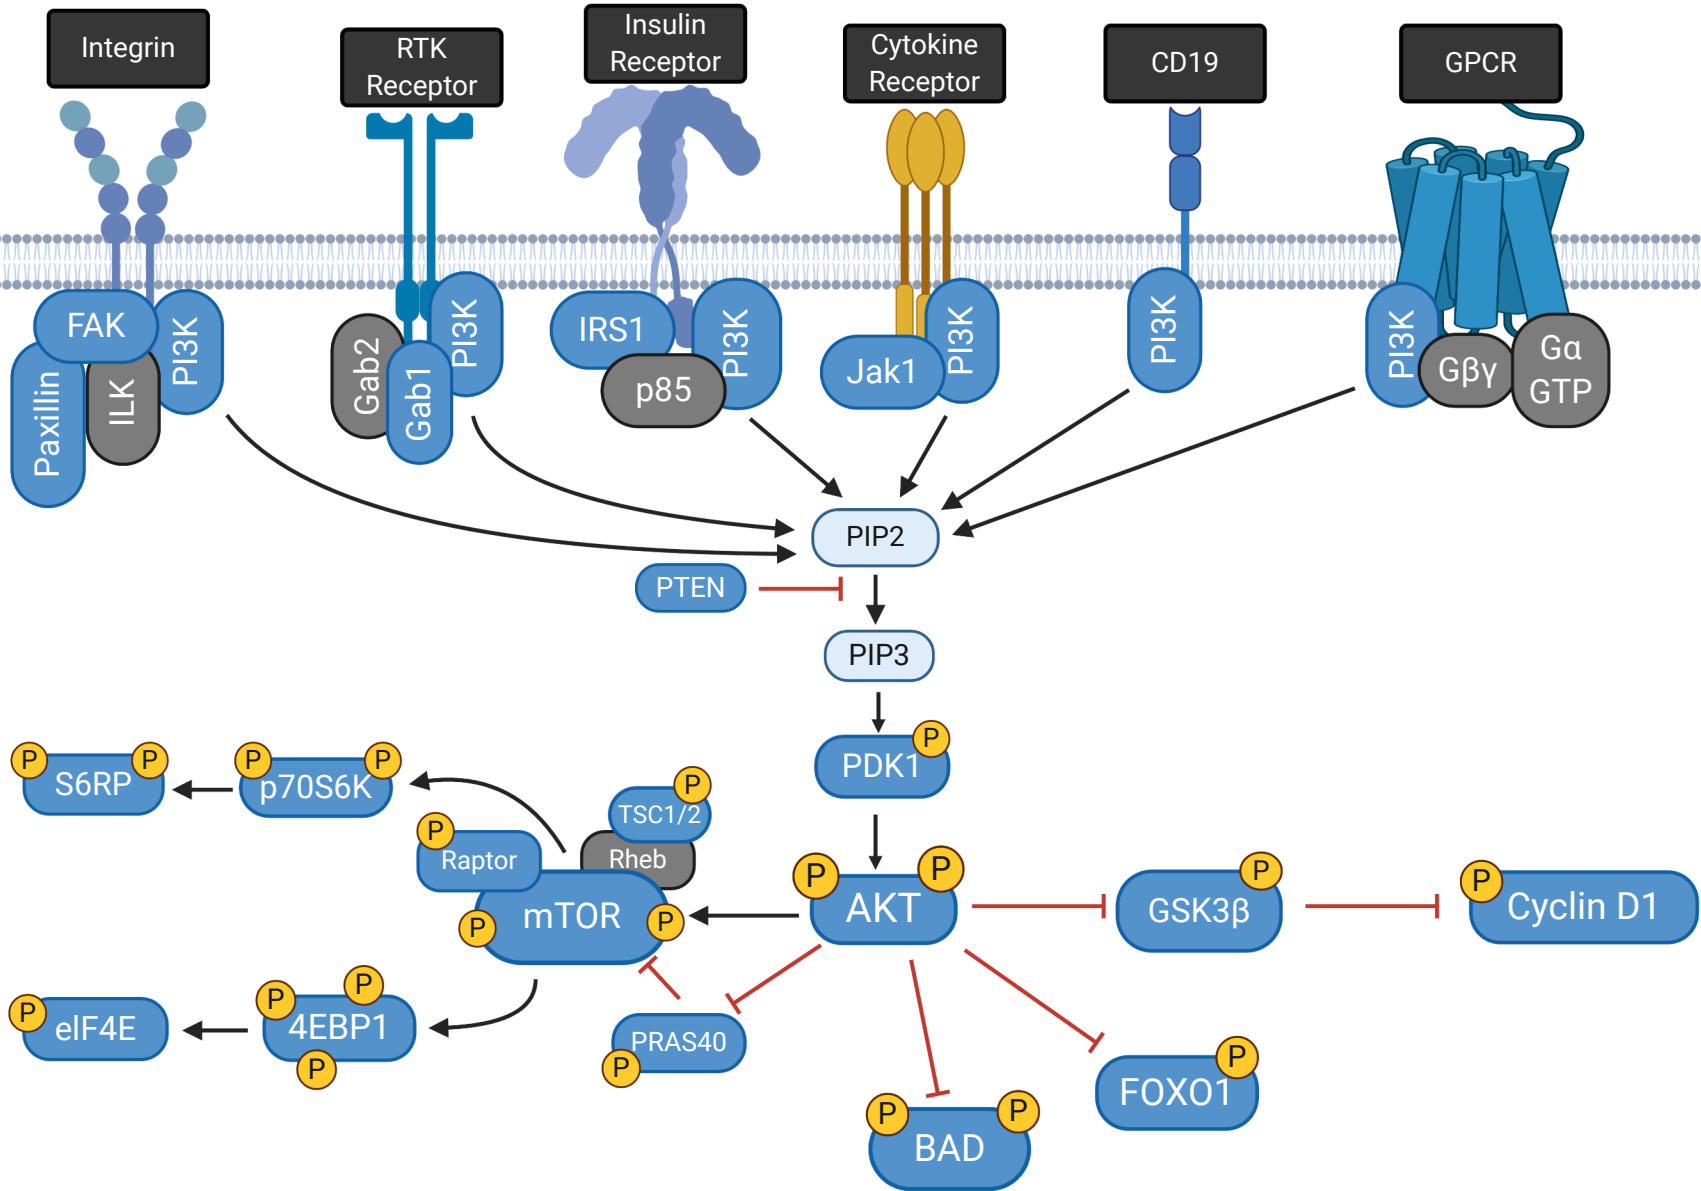 Integrin
RTK
Receptor
Insulin
Receptor
Cytokine
Receptor
CD19
GPCR
FAK
PI3K
Paxillin
ILK
Gab2
Gab1
PI3K
IRS1
p85
PI3K
Jak1
PI3K
PI3K
PI3K
Gβγ
Gα
GTP
PIP2
PTEN
PIP3
PDK1
P
P
S6RP
P
P
p70S6K
P
P
Raptor
P
TSC1/2
Rheb
mTOR
P
P
P
AKT
P
GSK3β
P
P
Cyclin D1
P
eIF4E
P
4EBP1
P
P
PRAS40
P
P
BAD
P
FOXO1
P